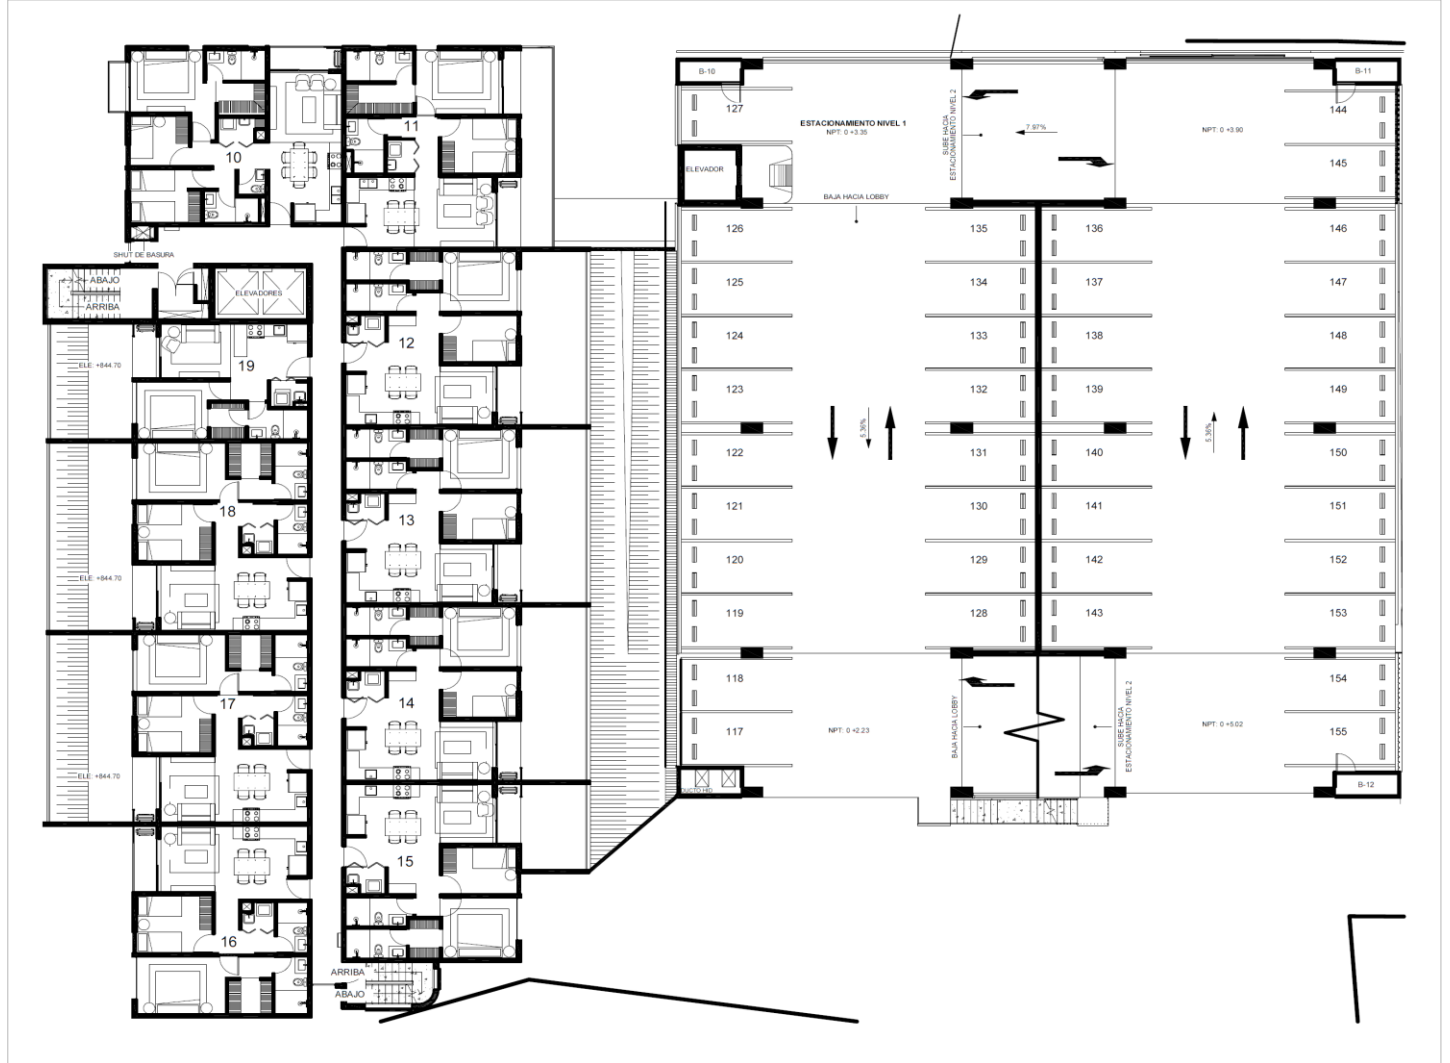 B-10
B-11
127
ESTACIONAMIENTO NIVEL 1
NPT: 0 +3.35
SUBE HACIA
ESTACIONAMIENTO NIVEL 2
7.97%
NPT: 0 +3.90
144
145
ELEVADOR
BAJA HACIA LOBBY
10
11
SHUT DE BASURA
ABAJO
ARRIBA
ELEVADORES
126
135
136
146
125
134
137
147
124
133
138
148
123
132
139
149
5.36%
5.36%
122
131
140
150
121
130
141
151
120
129
142
152
119
128
143
153
118
154
117
NPT: 0 +2.23
BAJA HACIA LOBBY
SUBE HACIA
ESTACIONAMIENTO NIVEL 2
NPT: 0 +5.02
155
DUCTO HID.
B-12
12
19
ELE: +844.70
13
18
ELE: +844.70
14
17
ELE: +844.70
15
16
ARRIBA
ABAJO